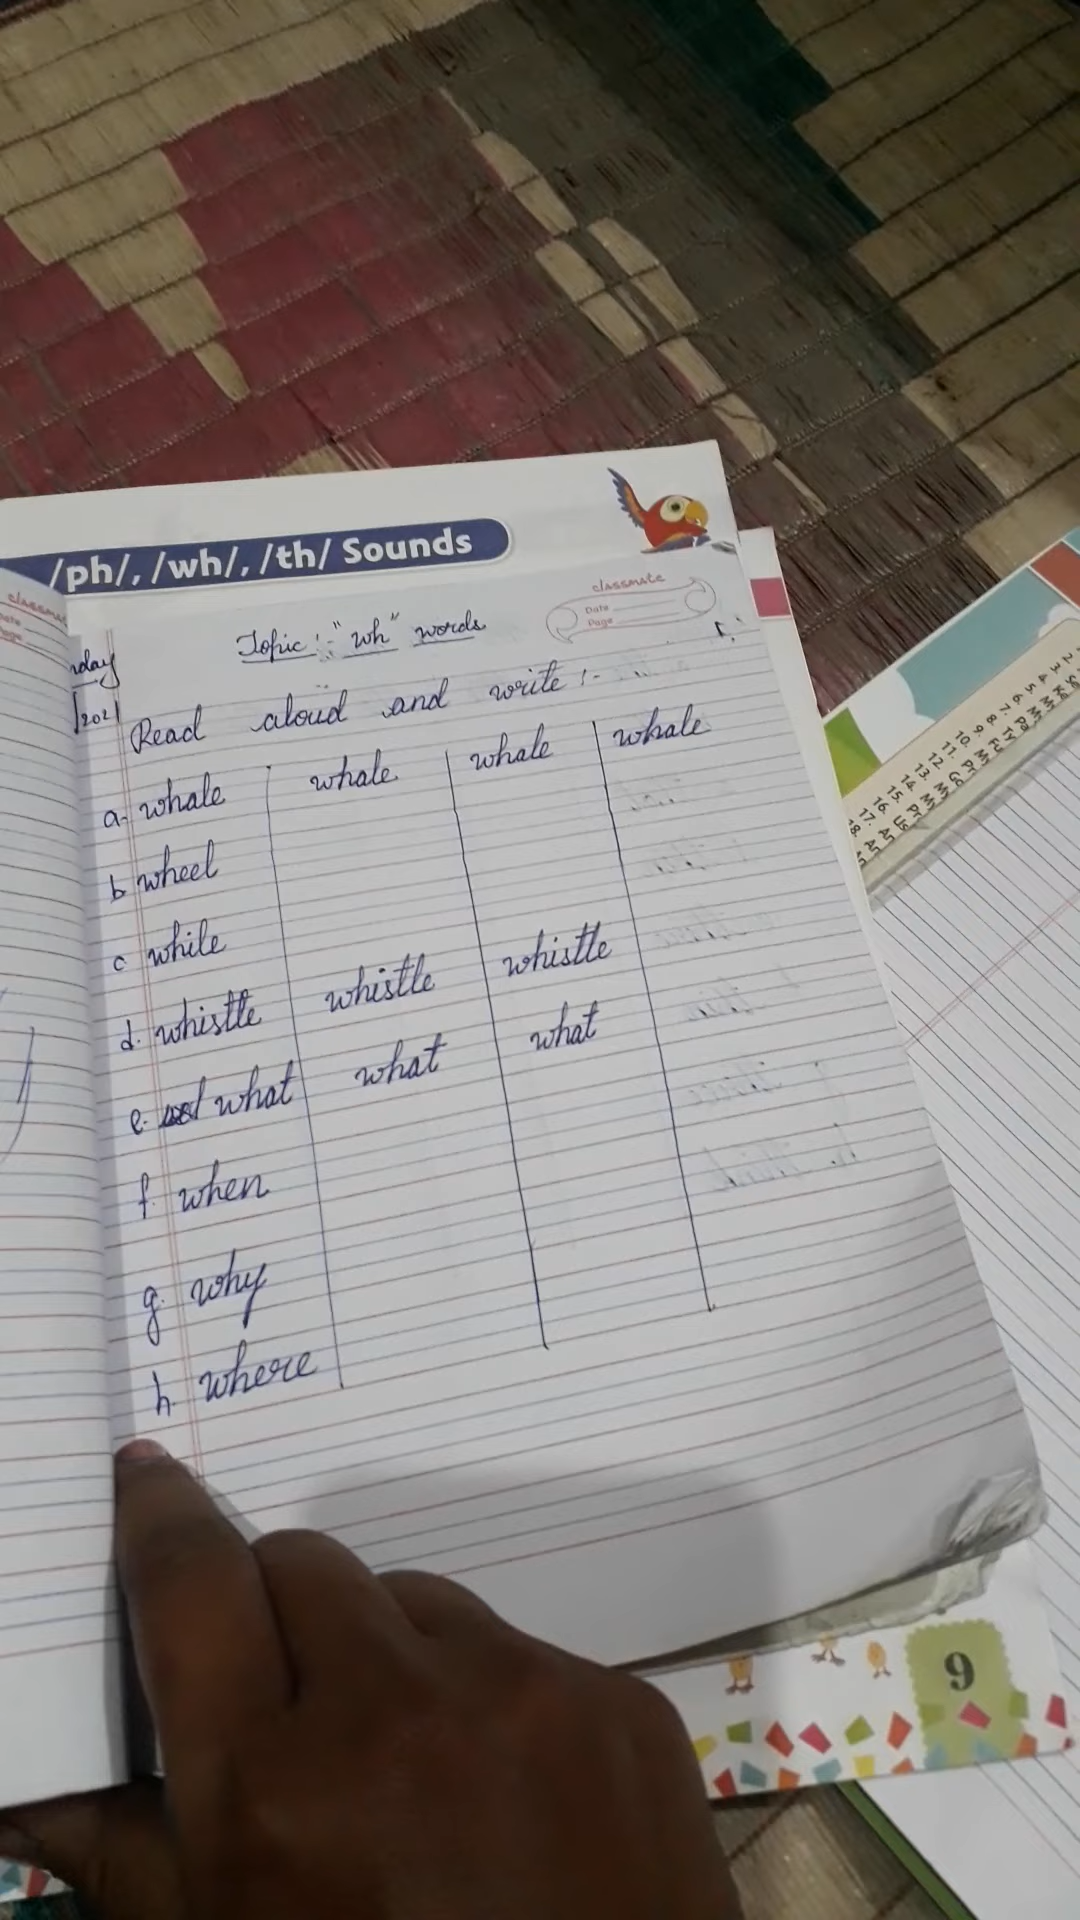 /ph/, /wh/, /th/ Sounds
classmate
Date
Page
Topic :- "wh" words
Read aloud and write :-
a. whale whale whale whale
b wheel
c while
d. whistle whistle whistle
e. what what what
f. when
g. why
h. where
9